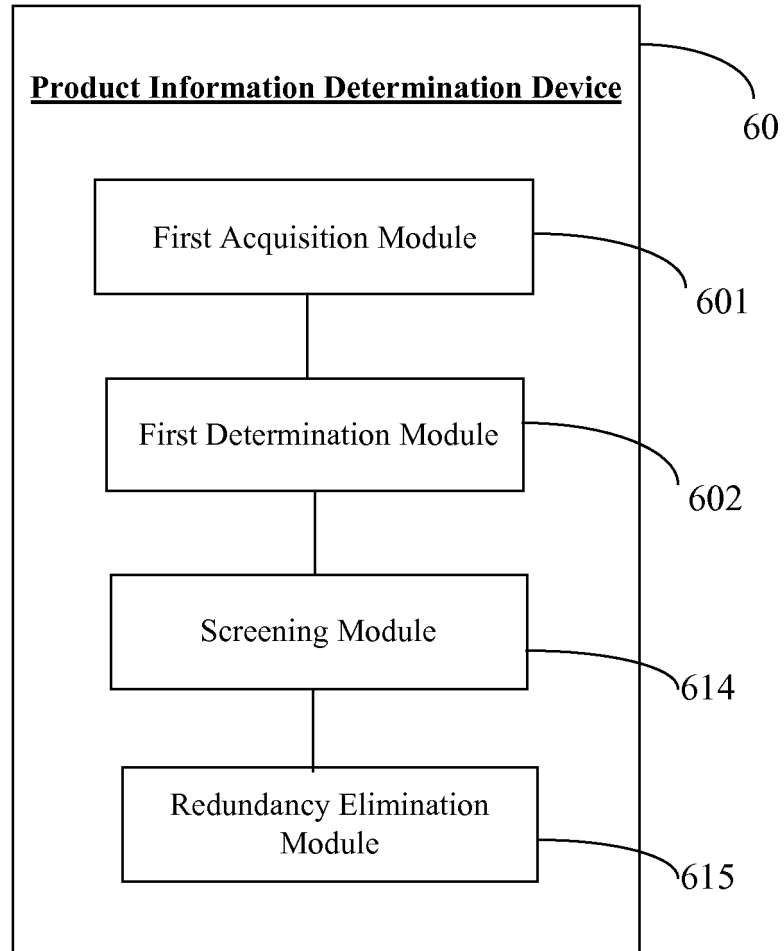 Product Information Determination Device
60
First Acquisition Module
601
First Determination Module
602
Screening Module
614
Redundancy Elimination
Module
615